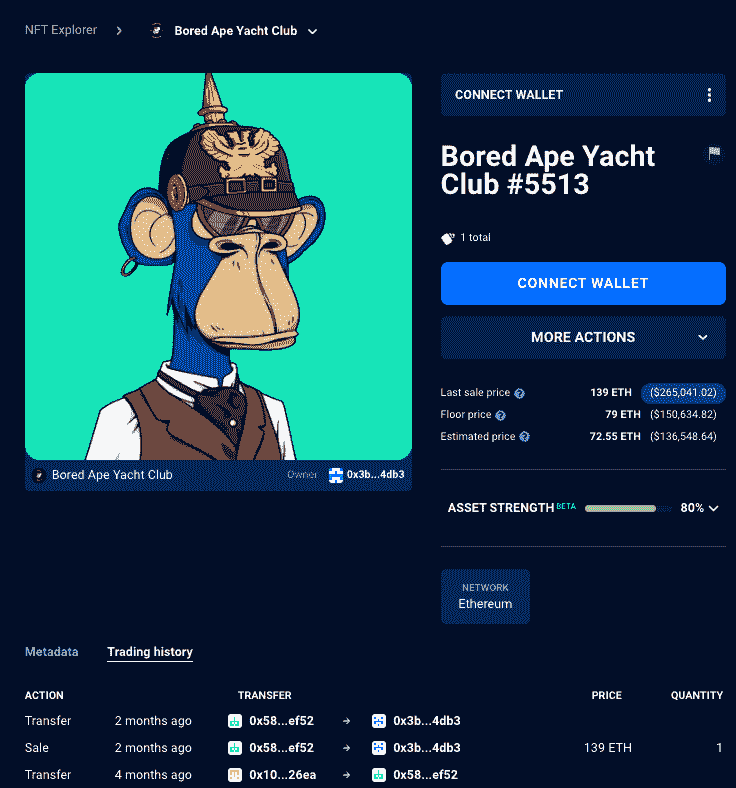 NFT Explorer > Bored Ape Yacht Club
CONNECT WALLET
Bored Ape Yacht
Club #5513
1 total
CONNECT WALLET
MORE ACTIONS
Last sale price 139 ETH ($265,041.02)
Floor price 79 ETH ($150,634.82)
Estimated price 72.55 ETH ($136,548.64)
Bored Ape Yacht Club Owner 0x3b...4db3
ASSET STRENGTH BETA 80%
NETWORK
Ethereum
Metadata Trading history
ACTION TRANSFER PRICE QUANTITY
Transfer 2 months ago 0x58...ef52 → 0x3b...4db3
Sale 2 months ago 0x58...ef52 → 0x3b...4db3 139 ETH 1
Transfer 4 months ago 0x10...26ea → 0x58...ef52